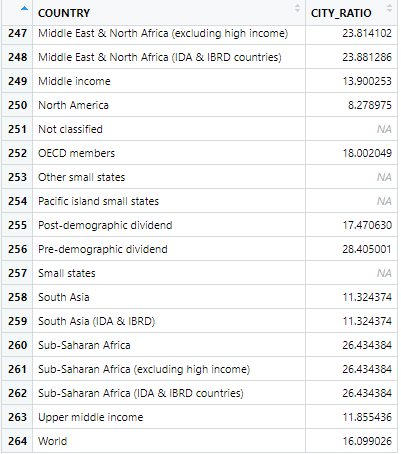 COUNTRY CITY_RATIO
247 Middle East & North Africa (excluding high income) 23.814102
248 Middle East & North Africa (IDA & IBRD countries) 23.881286
249 Middle income 13.900253
250 North America 8.278975
251 Not classified NA
252 OECD members 18.002049
253 Other small states NA
254 Pacific island small states NA
255 Post-demographic dividend 17.470630
256 Pre-demographic dividend 28.405001
257 Small states NA
258 South Asia 11.324374
259 South Asia (IDA & IBRD) 11.324374
260 Sub-Saharan Africa 26.434384
261 Sub-Saharan Africa (excluding high income) 26.434384
262 Sub-Saharan Africa (IDA & IBRD countries) 26.434384
263 Upper middle income 11.855436
264 World 16.099026